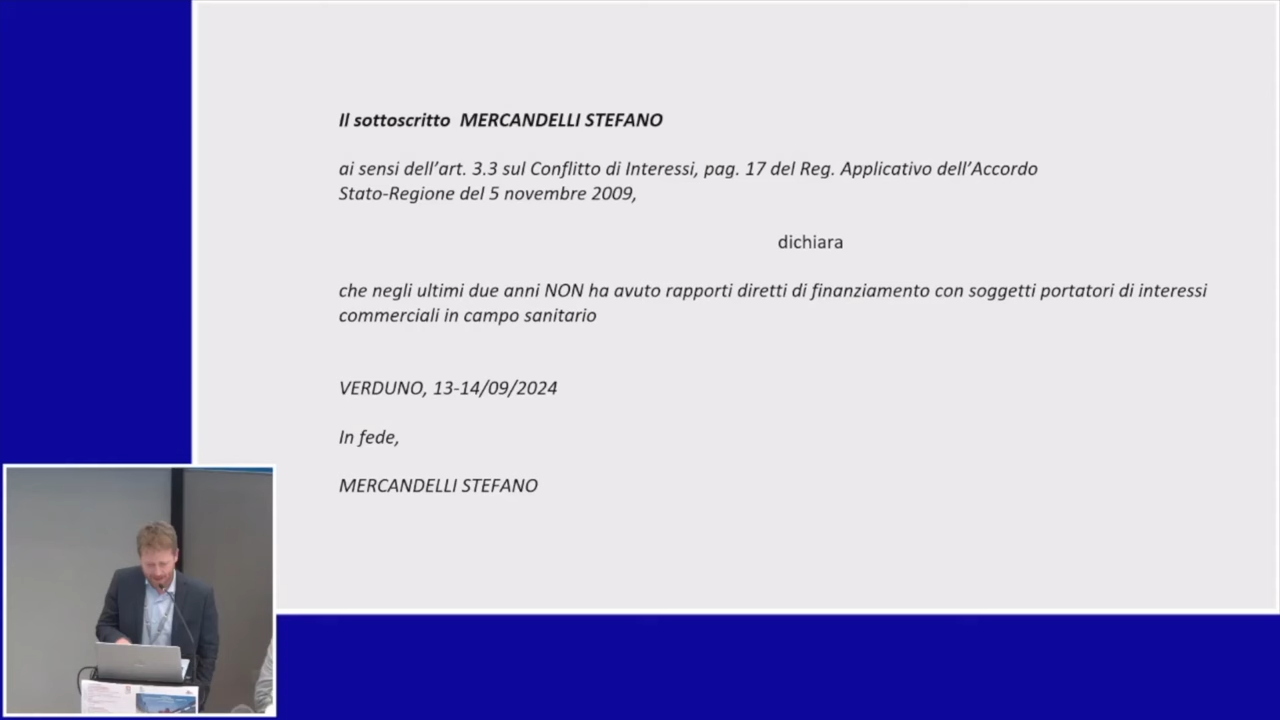 Il sottoscritto MERCANDELLI STEFANO
ai sensi dell'art. 3.3 sul Conflitto di Interessi, pag. 17 del Reg. Applicativo dell'Accordo
Stato-Regione del 5 novembre 2009,
dichiara
che negli ultimi due anni NON ha avuto rapporti diretti di finanziamento con soggetti portatori di interessi
commerciali in campo sanitario
VERDUNO, 13-14/09/2024
In fede,
MERCANDELLI STEFANO